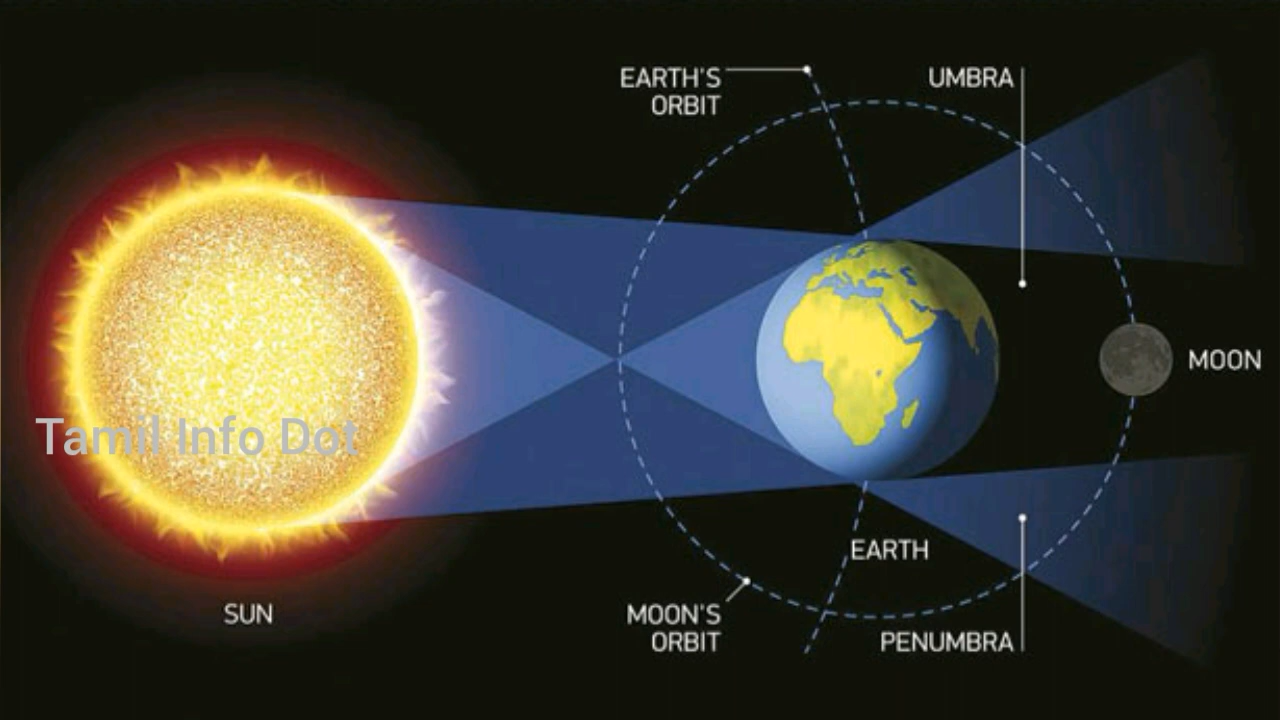 EARTH'S
ORBIT
UMBRA
MOON
Tamil Info Dot
EARTH
SUN
MOON'S
ORBIT
PENUMBRA